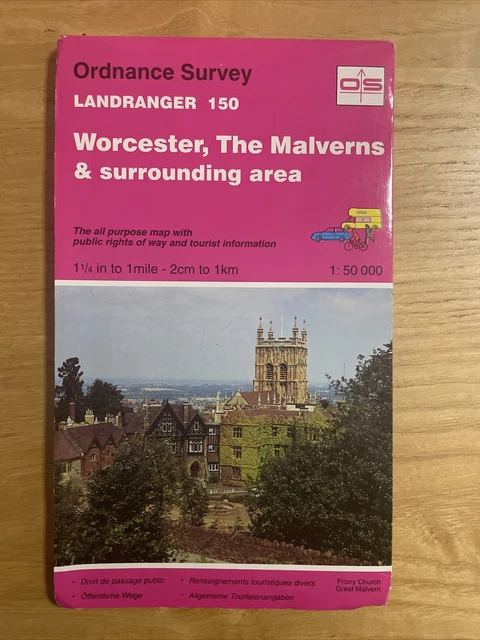 Ordnance Survey
OS
LANDRANGER 150
Worcester, The Malverns
& surrounding area
The all purpose map with
public rights of way and tourist information
1 1/4 in to 1mile - 2cm to 1km
1: 50 000
• Droit de passage public
• Renseignements touristiques divers
• Öffentliche Wege
• Allgemeine Touristenangaben
Priory Church
Great Malvern